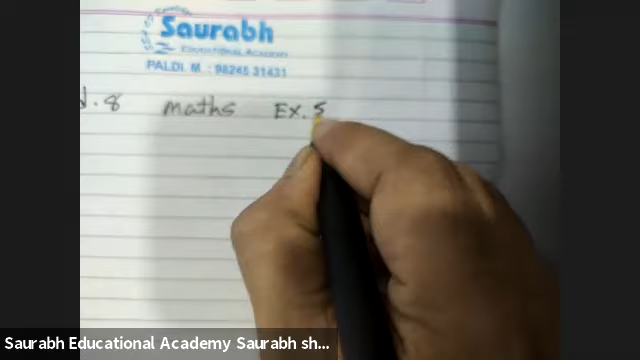 Saurabh
Educational Academy
PALDI. M : 98245 31431
d. 8 maths Ex. 5
Saurabh Educational Academy Saurabh sh...